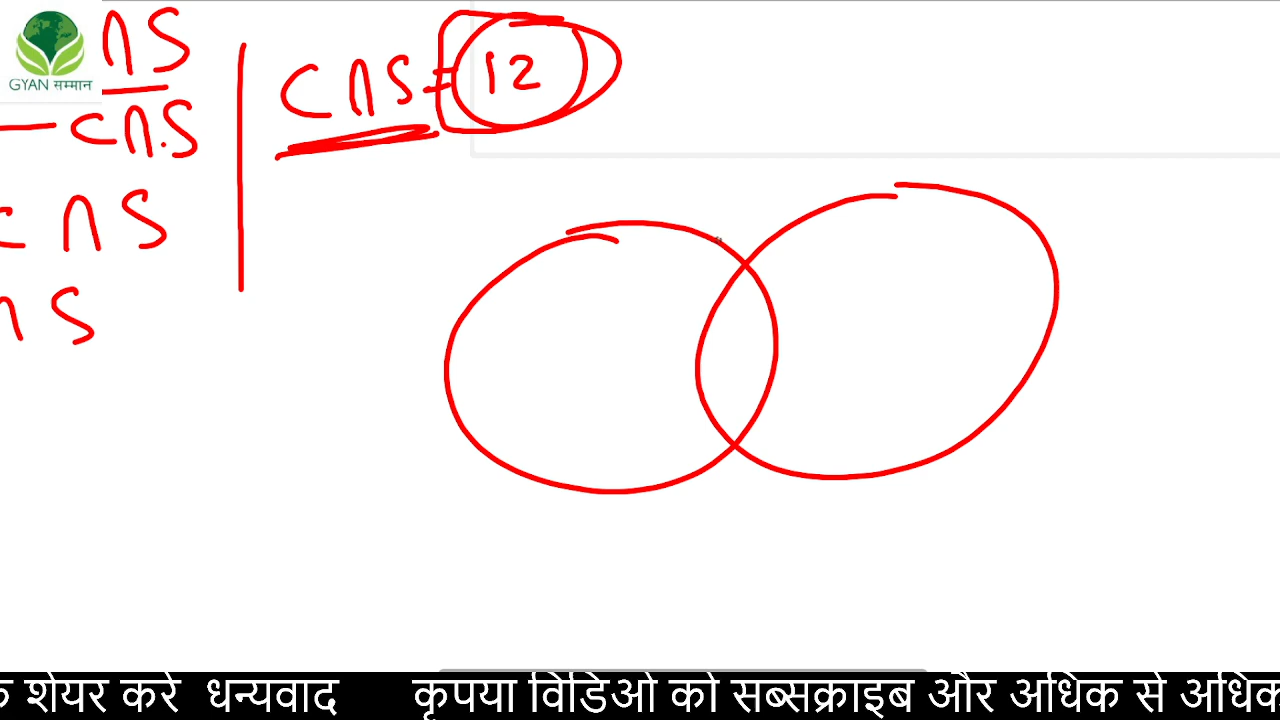 ∩ S
GYAN सम्मान
C ∩ S = 12
— C ∩ S
C ∩ S
∩ S
क शेयर करे धन्यवाद कृपया विडिओ को सब्सक्राइब और अधिक से अधिक